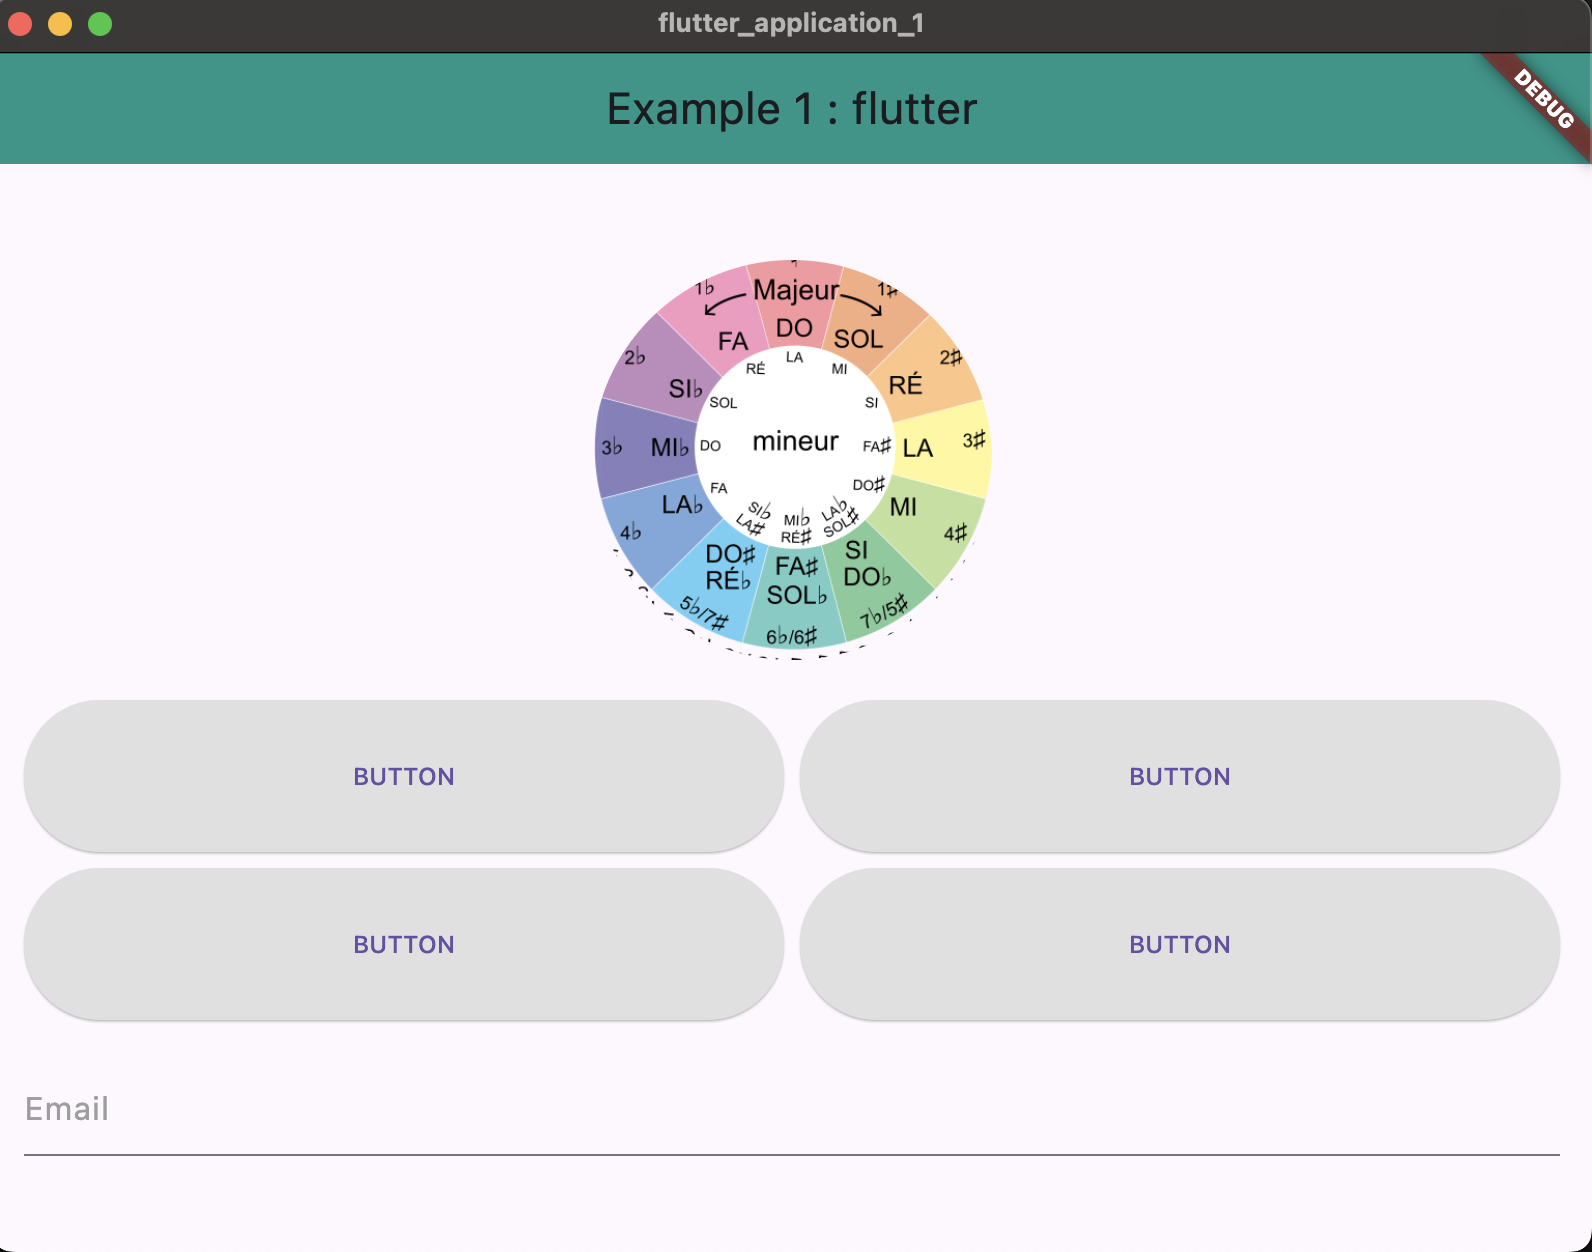 flutter_application_1
Example 1 : flutter
DEBUG
1♭
Majeur
1♯
FA
DO
SOL
2♭
RÉ
LA
MI
2♯
SI♭
SOL
SI
RÉ
3♭
MI♭
DO
mineur
FA♯
LA
3♯
LA♭
FA
DO♯
MI
4♭
SI♭
LA♯
MI♭
RÉ♯
LA♭
SOL♯
4♯
DO♯
RÉ♭
FA♯
SOL♭
SI
DO♭
5♭/7♯
6♭/6♯
7♭/5♯
BUTTON
BUTTON
BUTTON
BUTTON
Email